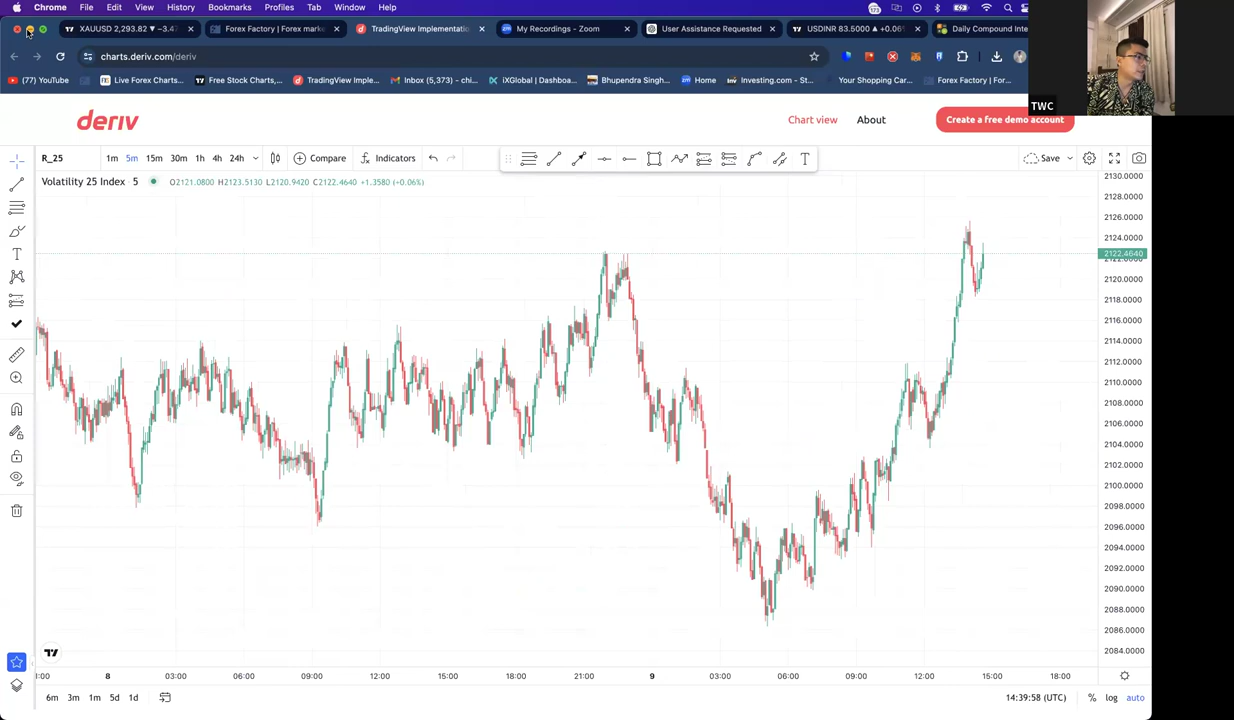 Chrome File Edit View History Bookmarks Profiles Tab Window Help
XAUUSD 2,293.82 ▼ −3.47 Forex Factory | Forex mark TradingView Implementatio My Recordings - Zoom User Assistance Requested USDINR 83.5000 ▲ +0.06 Daily Compound Inte
charts.deriv.com/deriv
(77) YouTube Live Forex Charts,... Free Stock Charts,... TradingView Imple... Inbox (5,373) - chi... iXGlobal | Dashboa... Bhupendra Singh... Home Investing.com - St... Your Shopping Car... Forex Factory | For...
TWC
deriv
Chart view About Create a free demo account
R_25 1m 5m 15m 30m 1h 4h 24h Compare Indicators Save
Volatility 25 Index · 5 O2121.0800 H2123.5130 L2120.9420 C2122.4640 +1.3580 (+0.06%)
2130.0000
2128.0000
2126.0000
2124.0000
2122.4640
2122.0000
2120.0000
2118.0000
2116.0000
2114.0000
2112.0000
2110.0000
2108.0000
2106.0000
2104.0000
2102.0000
2100.0000
2098.0000
2096.0000
2094.0000
2092.0000
2090.0000
2088.0000
2086.0000
2084.0000
:00 8 03:00 06:00 09:00 12:00 15:00 18:00 21:00 9 03:00 06:00 09:00 12:00 15:00 18:00
6m 3m 1m 5d 1d 14:39:58 (UTC) % log auto